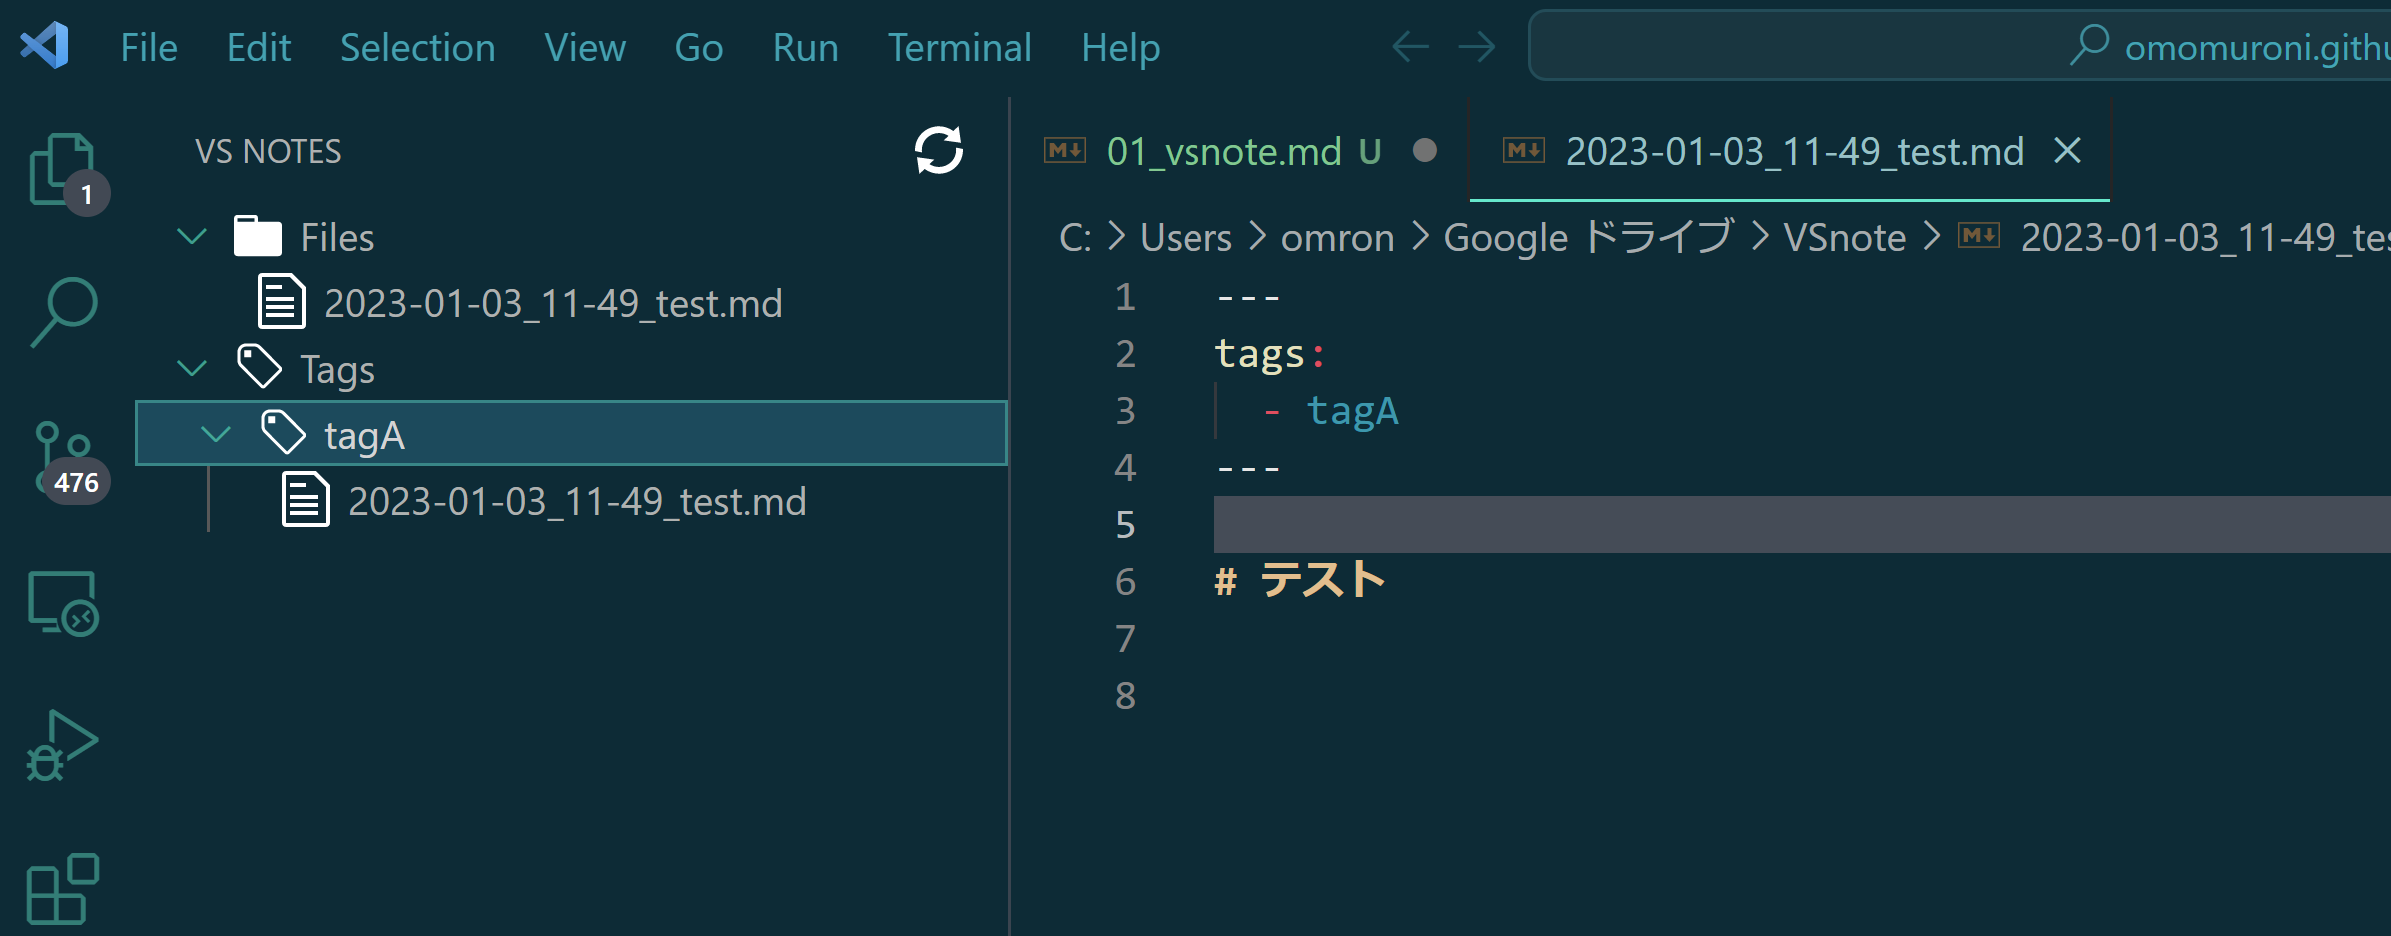 File Edit Selection View Go Run Terminal Help omomuroni.githu
VS NOTES
Files
2023-01-03_11-49_test.md
Tags
tagA
2023-01-03_11-49_test.md
1
476
01_vsnote.md U 2023-01-03_11-49_test.md
C: > Users > omron > Google ドライブ > VSnote > 2023-01-03_11-49_tes
1 ---
2 tags:
3 - tagA
4 ---
5
6 # テスト
7
8